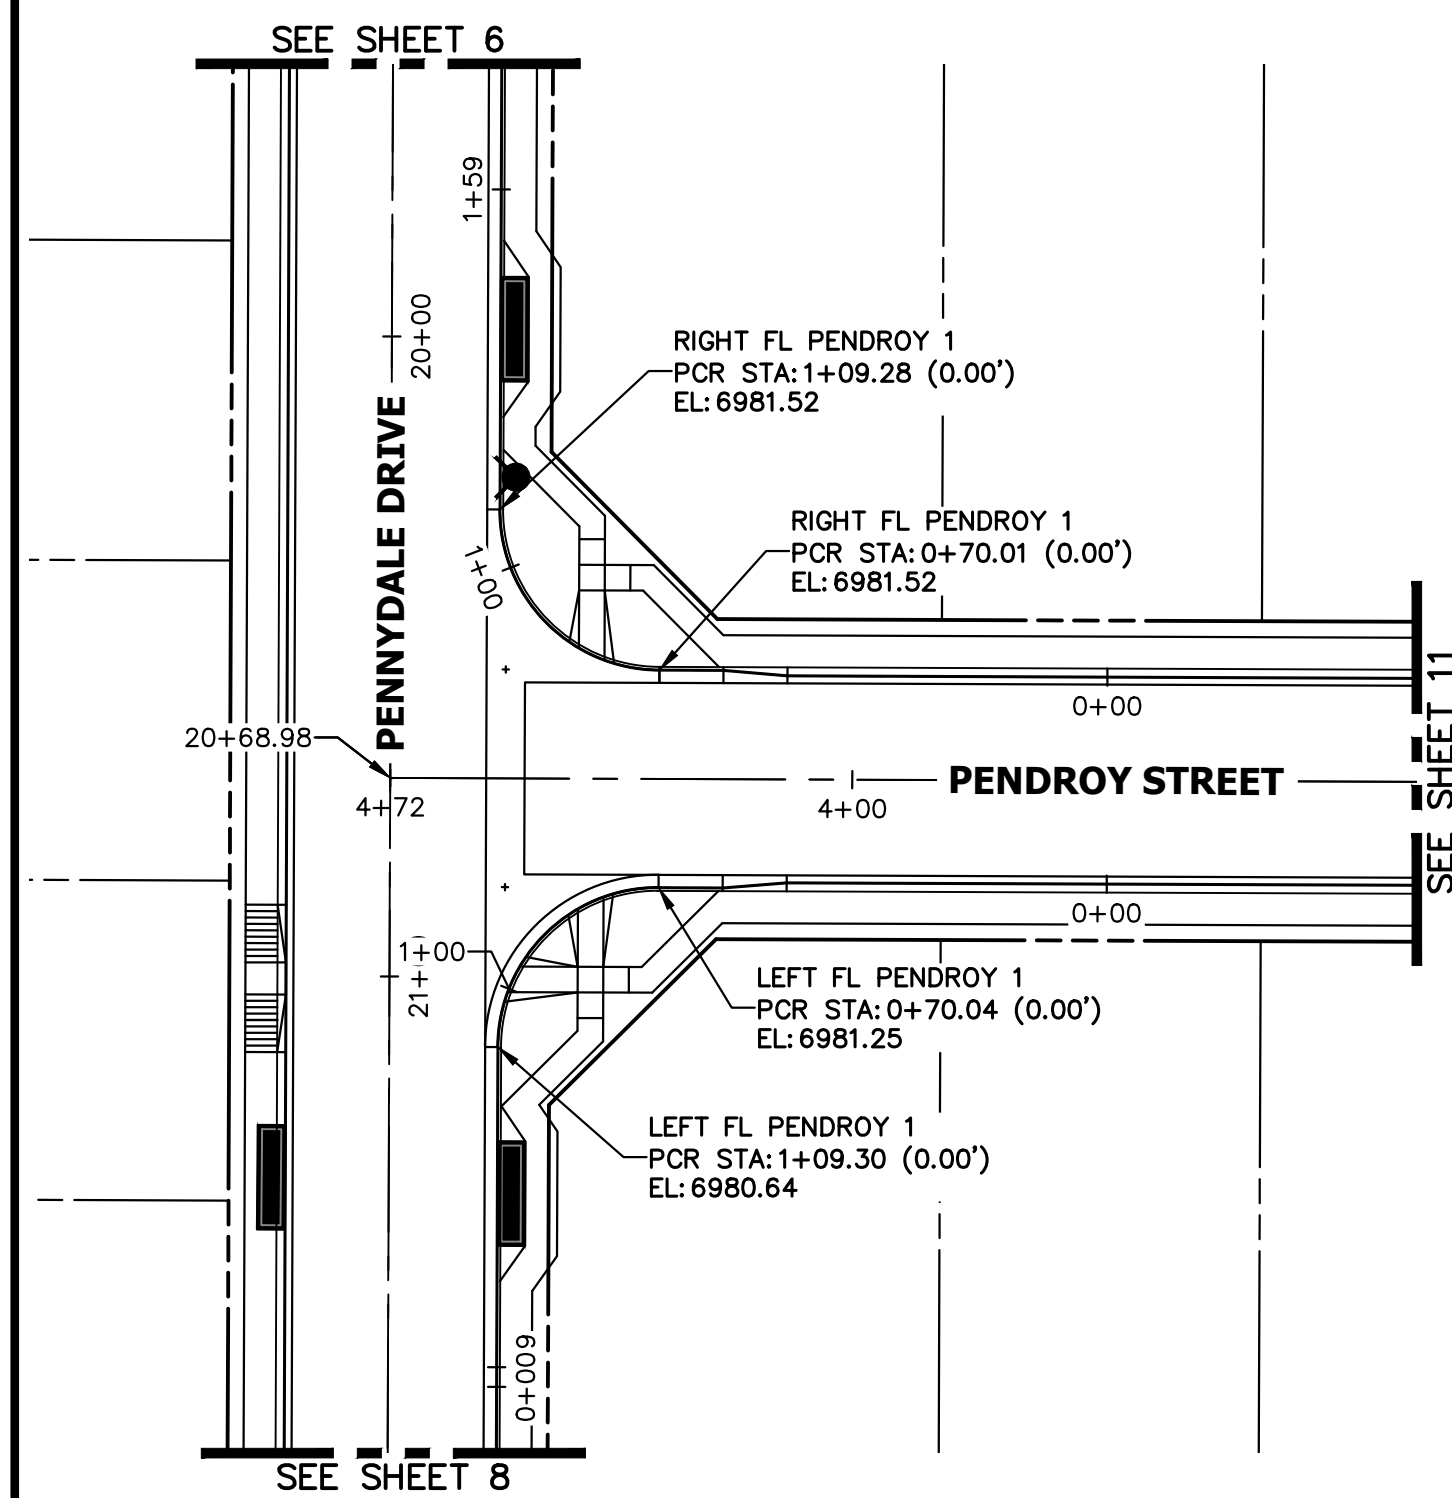 SEE SHEET 6
1+59
20+00
RIGHT FL PENDROY 1
PCR STA: 1+09.28 (0.00')
EL: 6981.52
PENNYDALE DRIVE
RIGHT FL PENDROY 1
PCR STA: 0+70.01 (0.00')
EL: 6981.52
1+00
0+00
SEE SHEET 11
20+68.98
4+72
4+00
PENDROY STREET
0+00
1+00
LEFT FL PENDROY 1
PCR STA: 0+70.04 (0.00')
EL: 6981.25
LEFT FL PENDROY 1
PCR STA: 1+09.30 (0.00')
EL: 6980.64
SEE SHEET 8